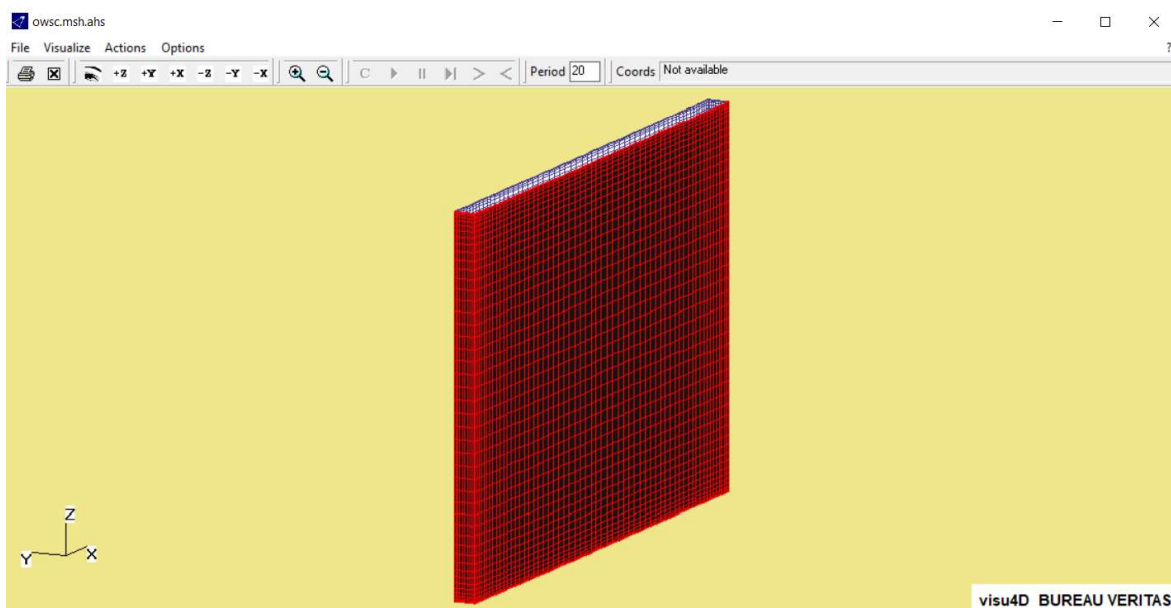 owsc.msh.ahs
File Visualize Actions Options ?
+Z +Y +X -Z -Y -X C Period 20 Coords Not available
Z
Y X
visu4D BUREAU VERITAS